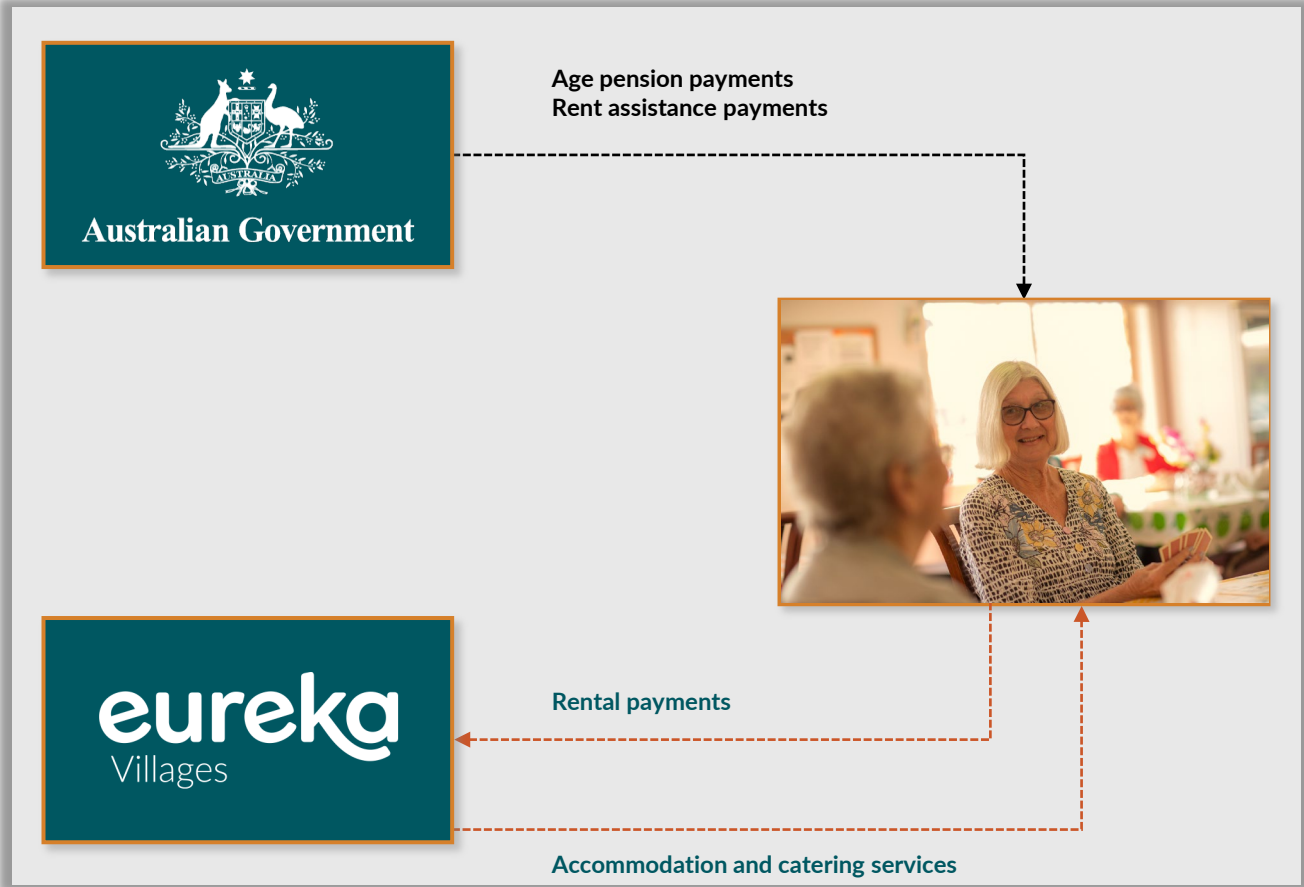 AUSTRALIA
Australian Government
Age pension payments
Rent assistance payments
eureka
Villages
Rental payments
Accommodation and catering services